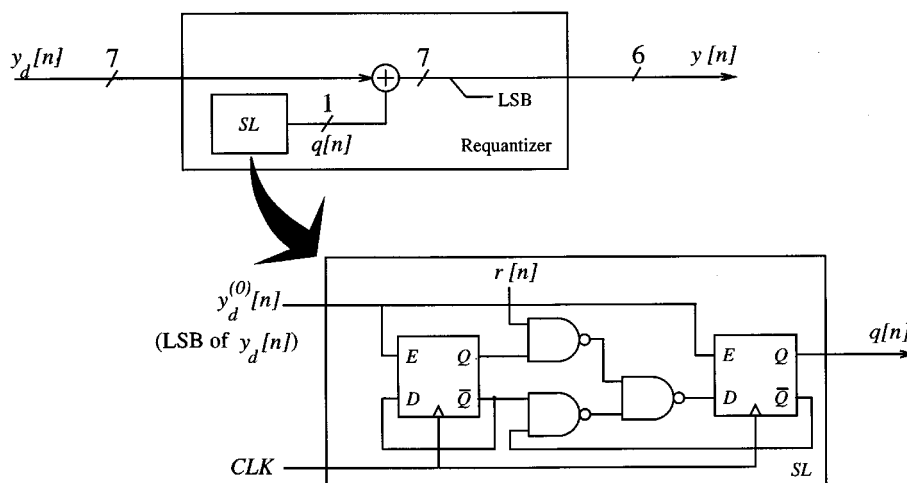 y_d[n] 7 7 6 y [n]
LSB
SL 1
q[n] Requantizer
r [n]
y_d^(0)[n]
(LSB of y_d[n])
q[n]
E Q E Q
D Q̅ D Q̅
CLK SL